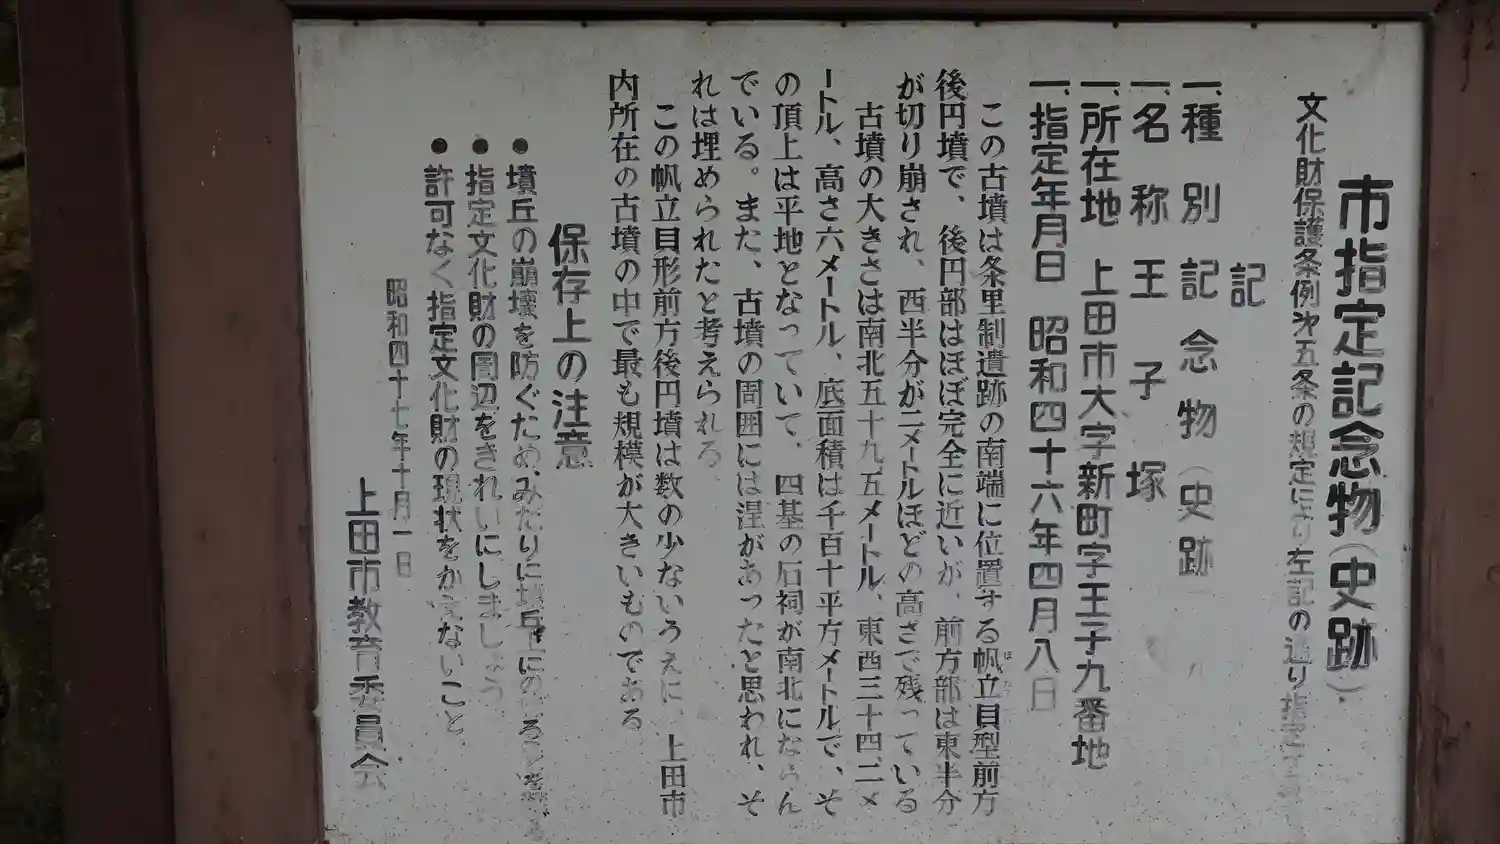 市指定記念物(史跡)
文化財保護条例第五条の規定により左記の通り指定する
記
一、種別 記念物(史跡)
一、名称 王子塚
一、所在地 上田市大字新町字王子九番地
一、指定年月日 昭和四十六年四月八日
この古墳は条里制遺跡の南端に位置する帆立貝型前方
後円墳で、後円部はほぼ完全に近いが、前方部は東半分
が切り崩され、西半分が二メートルほどの高さで残っている
古墳の大きさは南北五十九.五メートル、東西三十四.二メ
ートル、高さ六メートル、底面積は千百十平方メートルで、そ
の頂上は平地となっていて、四基の石祠が南北にならん
でいる。また、古墳の周囲には湟があったと思われ、そ
れは埋められたと考えられる。
この帆立貝形前方後円墳は数の少ないうえに、上田市
内所在の古墳の中で最も規模が大きいものである
保存上の注意
●墳丘の崩壊を防ぐため、みだりに墳丘上にのぼる
●指定文化財の周辺をきれいにしましょう
●許可なく指定文化財の現状をかえないこと。
昭和四十七年十月一日
上田市教育委員会